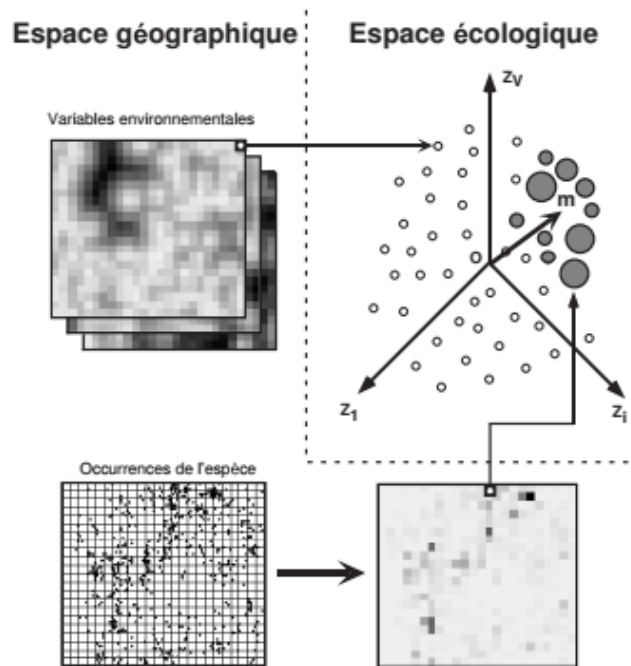 Espace géographique
Espace écologique
Variables environnementales
z_V
m
O
z_1
z_i
Occurrences de l'espèce